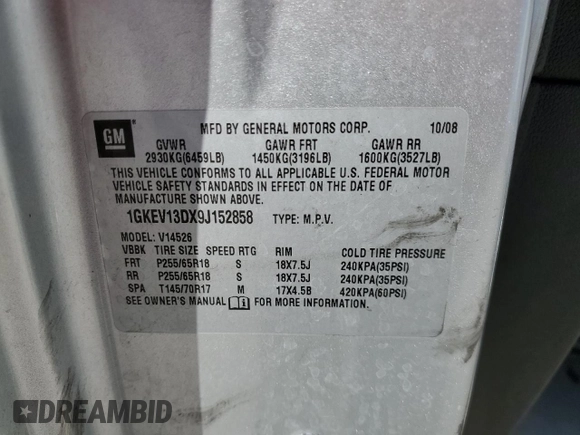 GM
MFD BY GENERAL MOTORS CORP. 10/08
GVWR GAWR FRT GAWR RR
2930KG(6459LB) 1450KG(3196LB) 1600KG(3527LB)
THIS VEHICLE CONFORMS TO ALL APPLICABLE U.S. FEDERAL MOTOR
VEHICLE SAFETY STANDARDS IN EFFECT ON THE DATE OF
MANUFACTURE SHOWN ABOVE.
1GKEV13DX9J152858 TYPE: M.P.V.
MODEL: V14526
VBBK TIRE SIZE SPEED RTG RIM COLD TIRE PRESSURE
FRT P255/65R18 S 18X7.5J 240KPA(35PSI)
RR P255/65R18 S 18X7.5J 240KPA(35PSI)
SPA T145/70R17 M 17X4.5B 420KPA(60PSI)
SEE OWNER'S MANUAL FOR MORE INFORMATION.
DREAMBID